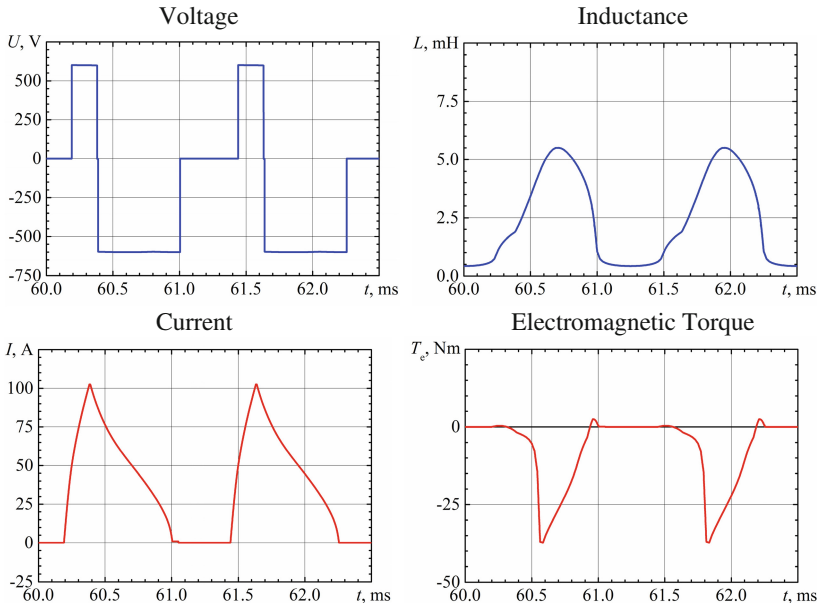 Voltage
U, V
500
250
0
-250
-500
-750
60.0 60.5 61.0 61.5 62.0 t, ms
Inductance
L, mH
7.5
5.0
2.5
0.0
60.0 60.5 61.0 61.5 62.0 t, ms
Current
I, A
100
75
50
25
0
-25
60.0 60.5 61.0 61.5 62.0 t, ms
Electromagnetic Torque
Te, Nm
0
-25
-50
60.0 60.5 61.0 61.5 62.0 t, ms